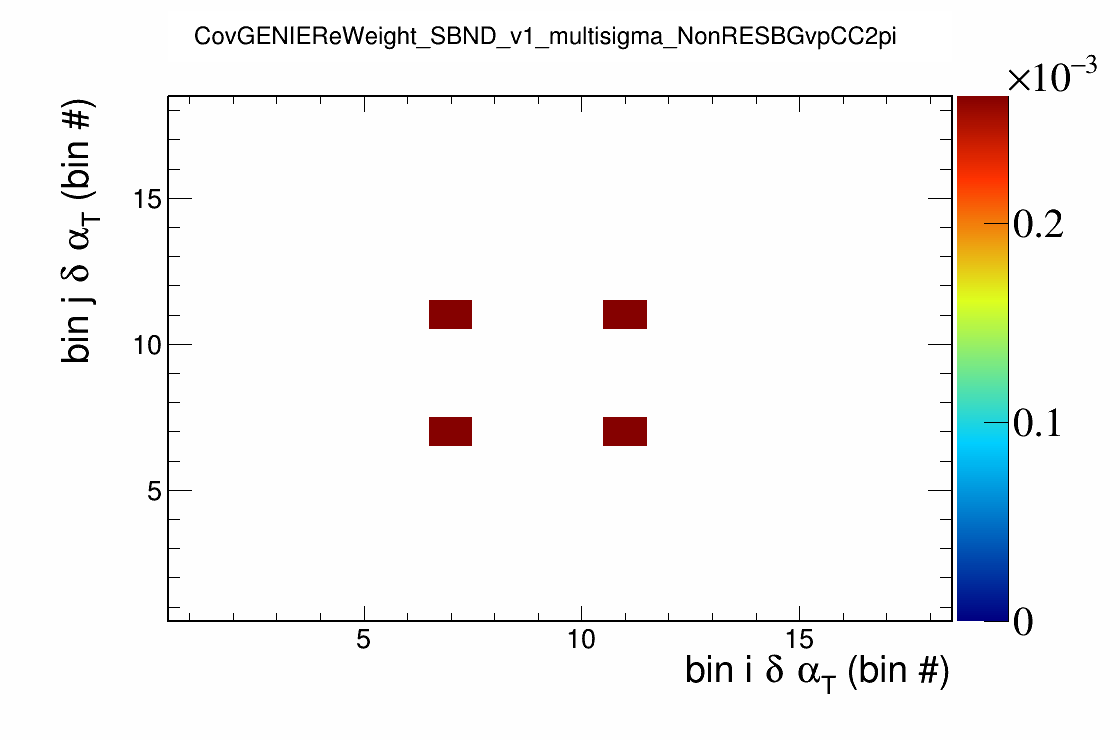 CovGENIEReWeight_SBND_v1_multisigma_NonRESBGvpCC2pi
×10⁻³
bin j δ α_T (bin #)
15
10
5
0.2
0.1
0
5 10 15
bin i δ α_T (bin #)